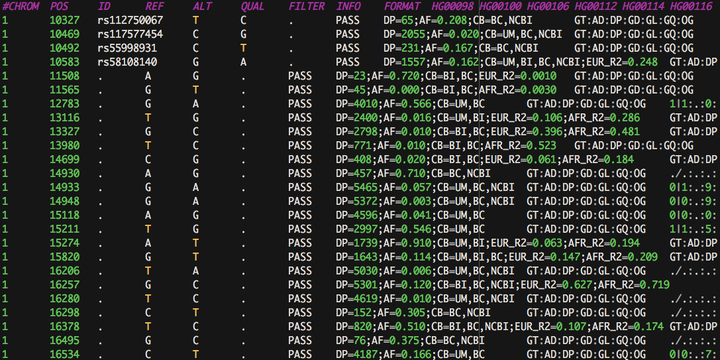 #CHROM POS ID REF ALT QUAL FILTER INFO FORMAT HG00098 HG00100 HG00106 HG00112 HG00114 HG00116
1 10327 rs112750067 T C . PASS DP=65;AF=0.208;CB=BC,NCBI GT:AD:DP:GD:GL:GQ:OG
1 10469 rs117577454 C G . PASS DP=2055;AF=0.020;CB=UM,BC,NCBI GT:AD:DP:GD:GL:GQ:OG
1 10492 rs55998931 C T . PASS DP=231;AF=0.167;CB=BC,NCBI GT:AD:DP:GD:GL:GQ:OG
1 10583 rs58108140 G A . PASS DP=1557;AF=0.162;CB=UM,BI,BC,NCBI;EUR_R2=0.248 GT:AD:DP
1 11508 . A G . PASS DP=23;AF=0.720;CB=BI,BC;EUR_R2=0.0010 GT:AD:DP:GD:GL:GQ:OG
1 11565 . G T . PASS DP=45;AF=0.000;CB=BI,BC;AFR_R2=0.0030 GT:AD:DP:GD:GL:GQ:OG
1 12783 . G A . PASS DP=4010;AF=0.566;CB=UM,BC GT:AD:DP:GD:GL:GQ:OG 1|1:.:0:
1 13116 . T G . PASS DP=2400;AF=0.016;CB=UM,BI;EUR_R2=0.106;AFR_R2=0.286 GT:AD:DP
1 13327 . G C . PASS DP=2798;AF=0.010;CB=BI,BC;EUR_R2=0.396;AFR_R2=0.481 GT:AD:DP
1 13980 . T C . PASS DP=771;AF=0.010;CB=BI,BC;AFR_R2=0.523 GT:AD:DP:GD:GL:GQ:OG
1 14699 . C G . PASS DP=408;AF=0.020;CB=BI,BC;EUR_R2=0.061;AFR_R2=0.184 GT:AD:DP
1 14930 . A G . PASS DP=457;AF=0.710;CB=BC,NCBI GT:AD:DP:GD:GL:GQ:OG ./.:.:.:
1 14933 . G A . PASS DP=5465;AF=0.057;CB=UM,BC,NCBI GT:AD:DP:GD:GL:GQ:OG 0|1:.:9:
1 14948 . G A . PASS DP=5372;AF=0.003;CB=UM,BC,NCBI GT:AD:DP:GD:GL:GQ:OG 0|0:.:9:
1 15118 . A G . PASS DP=4596;AF=0.041;CB=UM,BC GT:AD:DP:GD:GL:GQ:OG 0|0:.:0:
1 15211 . T G . PASS DP=2997;AF=0.546;CB=UM,BC GT:AD:DP:GD:GL:GQ:OG 1|1:.:5:
1 15274 . A T . PASS DP=1739;AF=0.910;CB=UM,BI;EUR_R2=0.063;AFR_R2=0.194 GT:AD:DP
1 15820 . G T . PASS DP=1643;AF=0.114;CB=UM,BI,BC;EUR_R2=0.147;AFR_R2=0.209 GT:AD:DP
1 16206 . T A . PASS DP=5030;AF=0.006;CB=BC,NCBI GT:AD:DP:GD:GL:GQ:OG ./.:.:.:
1 16257 . G C . PASS DP=5301;AF=0.120;CB=BI,BC,NCBI;EUR_R2=0.627;AFR_R2=0.719
1 16280 . T C . PASS DP=4619;AF=0.010;CB=BC,NCBI GT:AD:DP:GD:GL:GQ:OG ./.:.:.:
1 16298 . C T . PASS DP=152;AF=0.305;CB=BC,NCBI GT:AD:DP:GD:GL:GQ:OG ./.:.:.:
1 16378 . T C . PASS DP=820;AF=0.510;CB=BI,BC,NCBI;EUR_R2=0.107;AFR_R2=0.174 GT:AD:DP
1 16495 . G C . PASS DP=76;AF=0.375;CB=BC,NCBI GT:AD:DP:GD:GL:GQ:OG ./.:.:.:
1 16534 . C T . PASS DP=4187;AF=0.166;CB=UM,BC GT:AD:DP:GD:GL:GQ:OG 0|0:.:7: